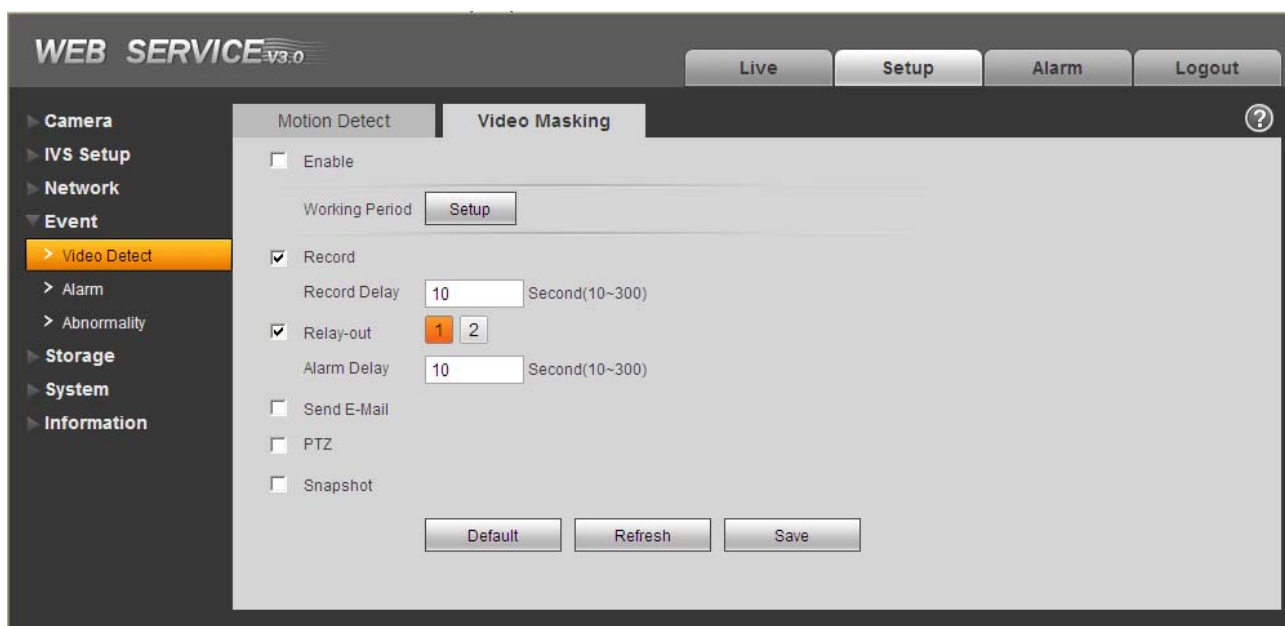 WEB SERVICE V3.0
Live
Setup
Alarm
Logout
Camera
IVS Setup
Network
Event
Video Detect
Alarm
Abnormality
Storage
System
Information
Motion Detect
Video Masking
?
Enable
Working Period Setup
Record
Record Delay 10 Second(10~300)
Relay-out 1 2
Alarm Delay 10 Second(10~300)
Send E-Mail
PTZ
Snapshot
Default Refresh Save